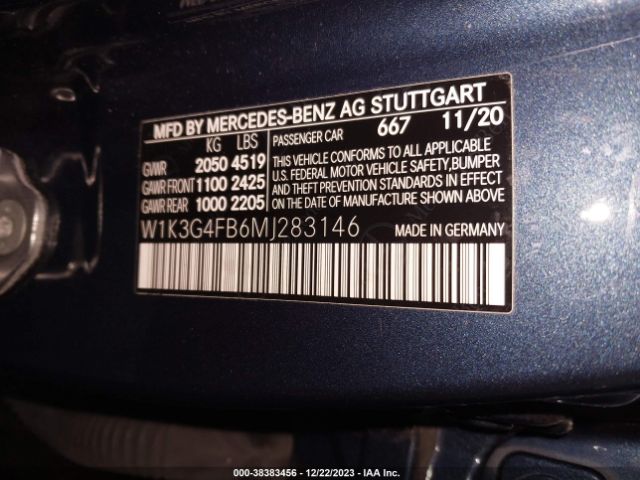 MFD BY MERCEDES-BENZ AG STUTTGART
KG LBS PASSENGER CAR 667 11/20
GVWR 2050 4519
GAWR FRONT 1100 2425
GAWR REAR 1000 2205
THIS VEHICLE CONFORMS TO ALL APPLICABLE
U.S. FEDERAL MOTOR VEHICLE SAFETY, BUMPER
AND THEFT PREVENTION STANDARDS IN EFFECT
ON THE DATE OF MANUFACTURE SHOWN ABOVE
W1K3G4FB6MJ283146 MADE IN GERMANY
000-38383456 - 12/22/2023 - IAA Inc.